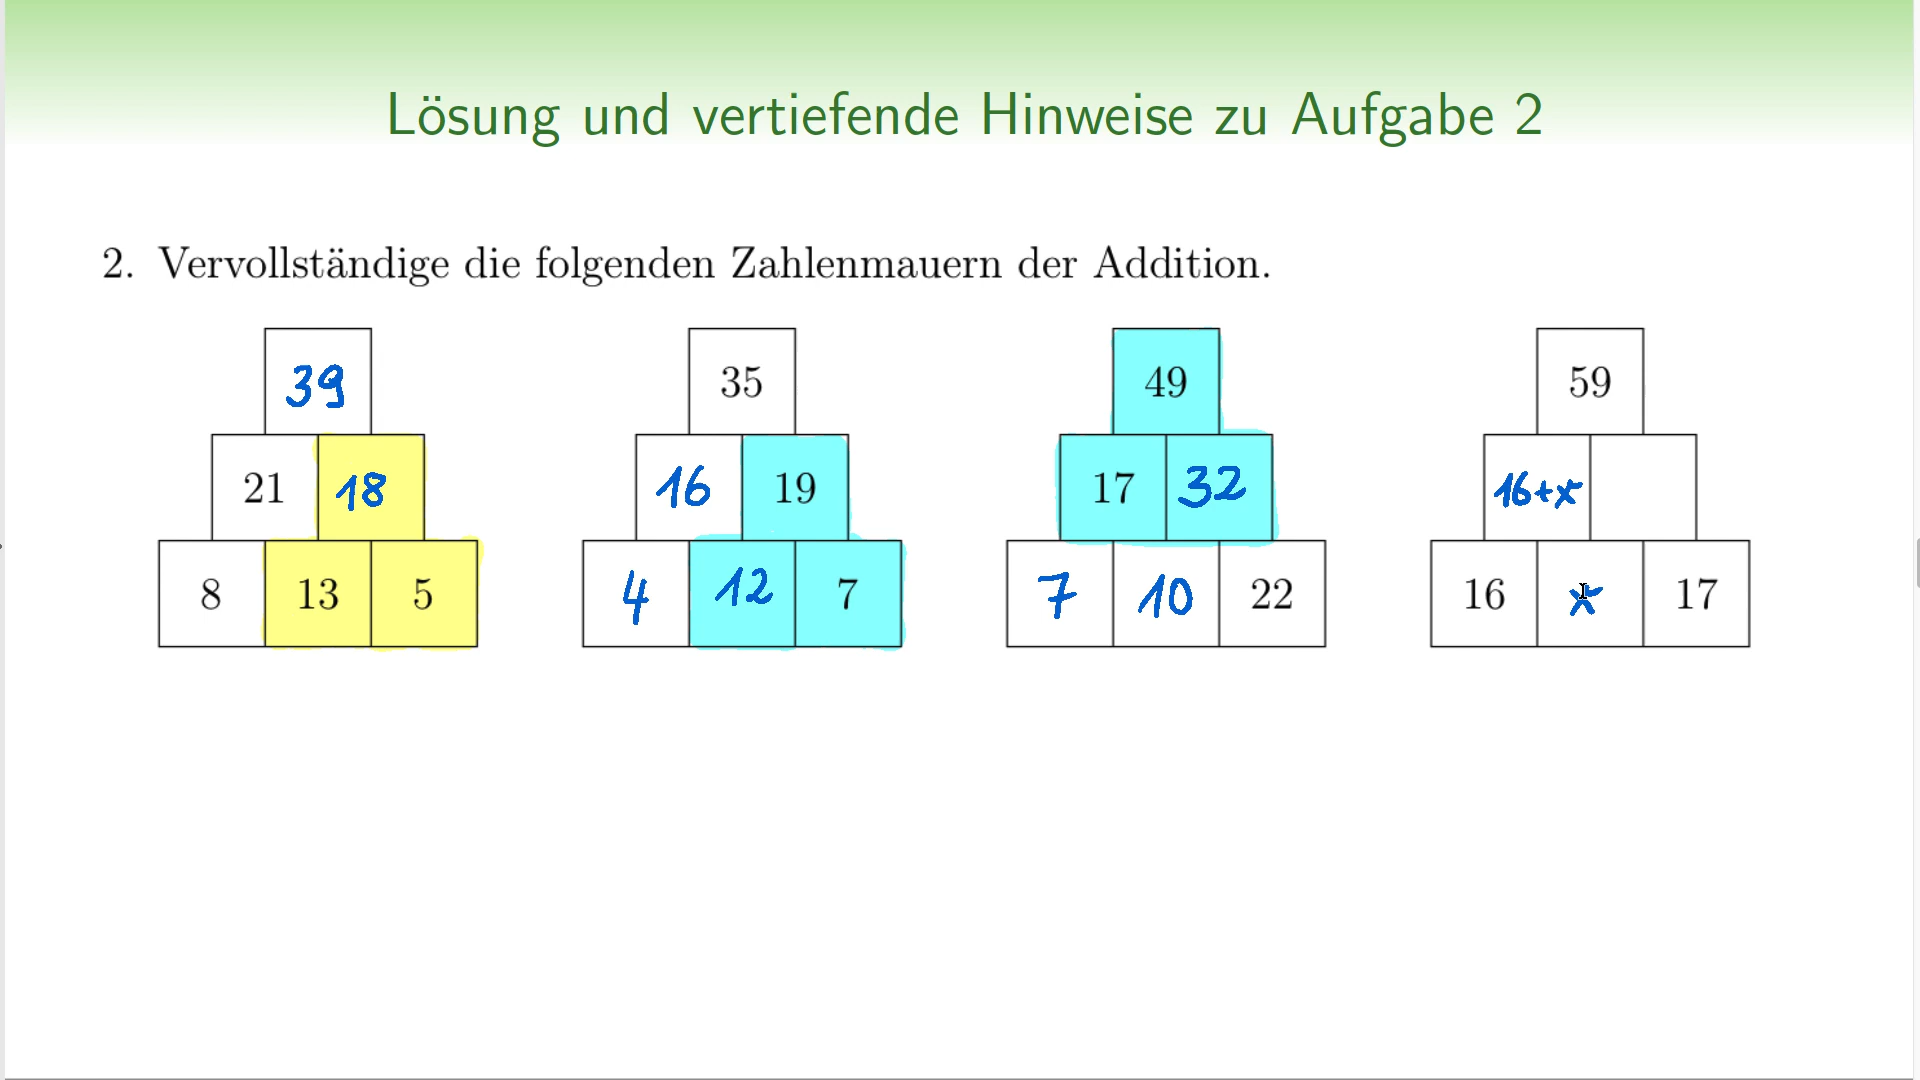 Lösung und vertiefende Hinweise zu Aufgabe 2
2. Vervollständige die folgenden Zahlenmauern der Addition.
39 35 49 59
21 18 16 19 17 32 16+x
8 13 5 4 12 7 7 10 22 16 x 17